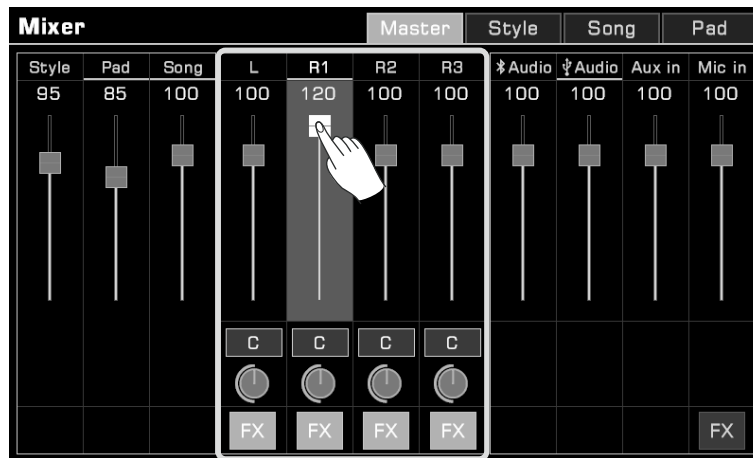 Mixer Master Style Song Pad
Style Pad Song L R1 R2 R3 Audio Audio Aux in Mic in
95 85 100 100 120 100 100 100 100 100 100
C C C C
FX FX FX FX FX